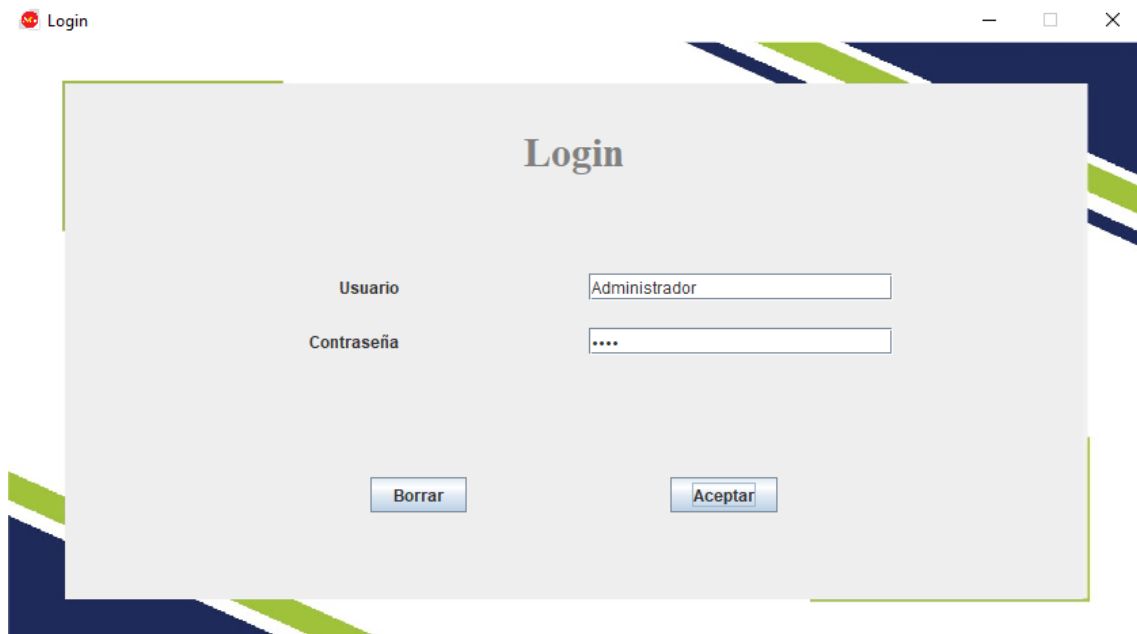 Login
Login
Usuario
Administrador
Contraseña
••••
Borrar
Aceptar